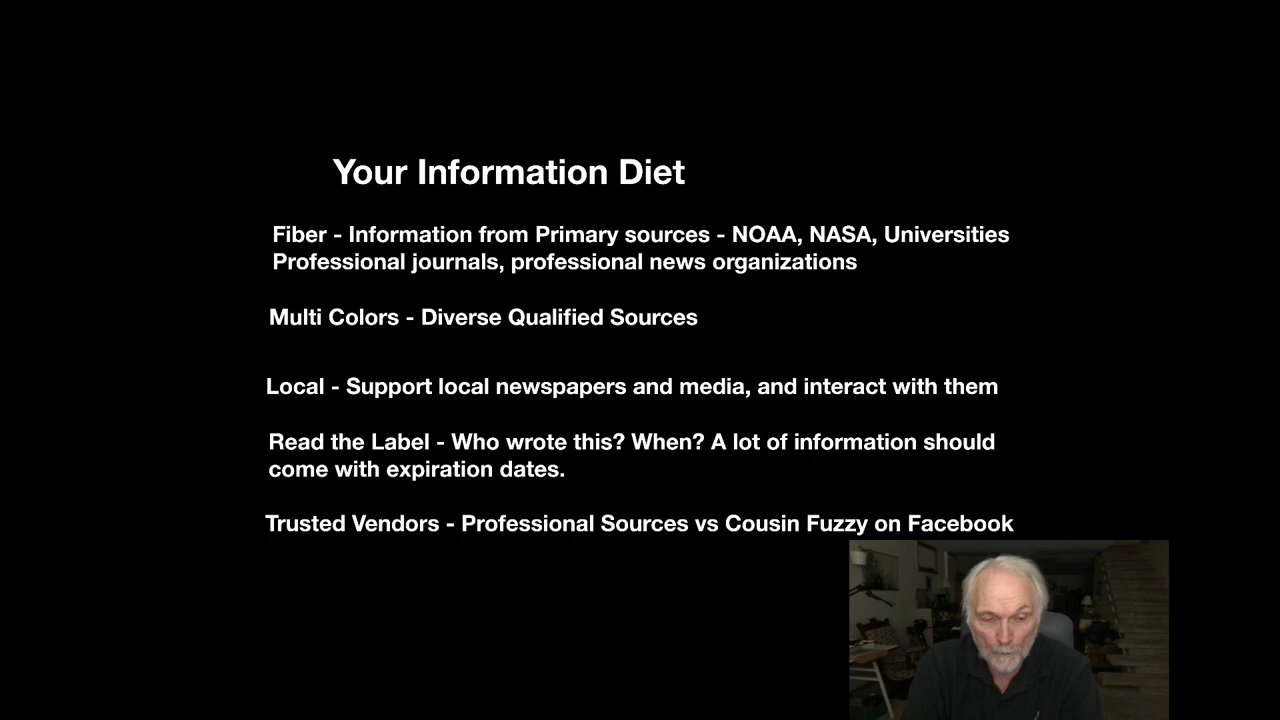 Your Information Diet
Fiber - Information from Primary sources - NOAA, NASA, Universities
Professional journals, professional news organizations
Multi Colors - Diverse Qualified Sources
Local - Support local newspapers and media, and interact with them
Read the Label - Who wrote this? When? A lot of information should
come with expiration dates.
Trusted Vendors - Professional Sources vs Cousin Fuzzy on Facebook